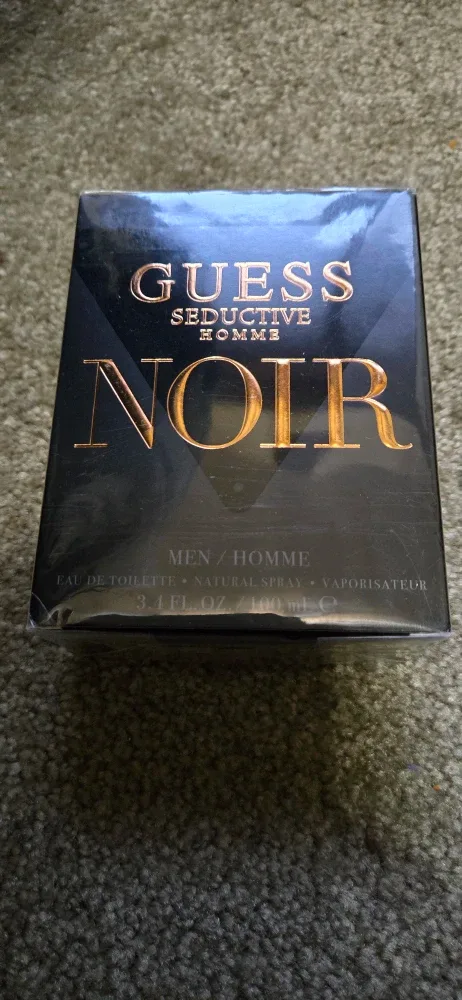 GUESS
SEDUCTIVE
HOMME
NOIR
MEN / HOMME
EAU DE TOILETTE • NATURAL SPRAY • VAPORISATEUR
3.4 FL. OZ. / 100 ml ℮